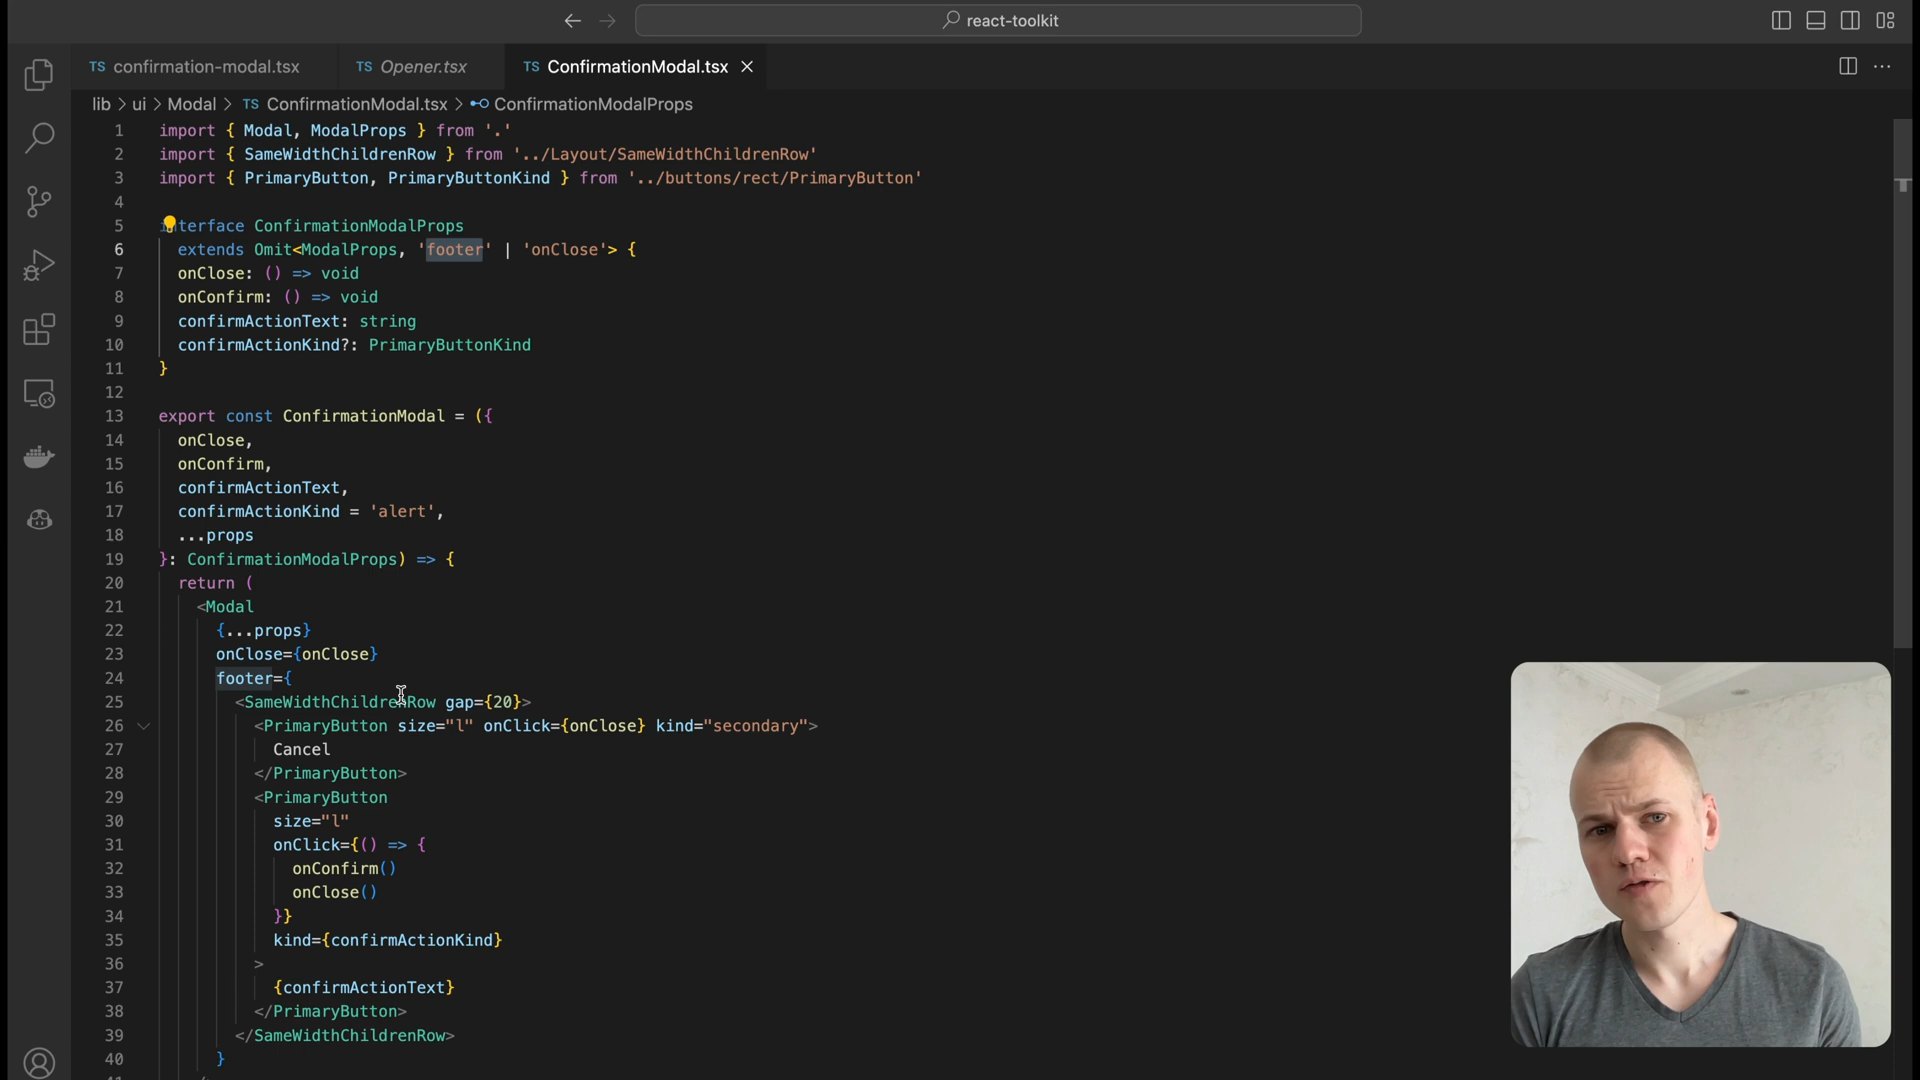 react-toolkit
TS confirmation-modal.tsx TS Opener.tsx TS ConfirmationModal.tsx
lib > ui > Modal > TS ConfirmationModal.tsx > ConfirmationModalProps
1 import { Modal, ModalProps } from '.'
2 import { SameWidthChildrenRow } from '../Layout/SameWidthChildrenRow'
3 import { PrimaryButton, PrimaryButtonKind } from '../buttons/rect/PrimaryButton'
4
5 interface ConfirmationModalProps
6 extends Omit<ModalProps, 'footer' | 'onClose'> {
7 onClose: () => void
8 onConfirm: () => void
9 confirmActionText: string
10 confirmActionKind?: PrimaryButtonKind
11 }
12
13 export const ConfirmationModal = ({
14 onClose,
15 onConfirm,
16 confirmActionText,
17 confirmActionKind = 'alert',
18 ...props
19 }: ConfirmationModalProps) => {
20 return (
21 <Modal
22 {...props}
23 onClose={onClose}
24 footer={
25 <SameWidthChildrenRow gap={20}>
26 <PrimaryButton size="l" onClick={onClose} kind="secondary">
27 Cancel
28 </PrimaryButton>
29 <PrimaryButton
30 size="l"
31 onClick={() => {
32 onConfirm()
33 onClose()
34 }}
35 kind={confirmActionKind}
36 >
37 {confirmActionText}
38 </PrimaryButton>
39 </SameWidthChildrenRow>
40 }